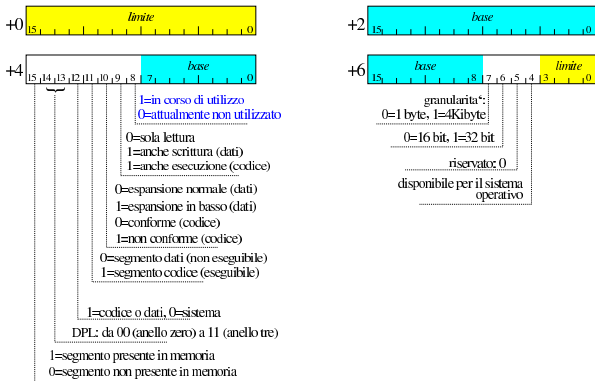 +0
limite
15 0
+2
base
15 0
+4
base
15 14 13 12 11 10 9 8 7 0
+6
base limite
15 8 7 6 5 4 3 0
1=in corso di utilizzo
0=attualmente non utilizzato
0=sola lettura
1=anche scrittura (dati)
1=anche esecuzione (codice)
0=espansione normale (dati)
1=espansione in basso (dati)
0=conforme (codice)
1=non conforme (codice)
0=segmento dati (non eseguibile)
1=segmento codice (eseguibile)
1=codice o dati, 0=sistema
DPL: da 00 (anello zero) a 11 (anello tre)
1=segmento presente in memoria
0=segmento non presente in memoria
granularita‘:
0=1 byte, 1=4Kibyte
0=16 bit, 1=32 bit
riservato: 0
disponibile per il sistema
operativo